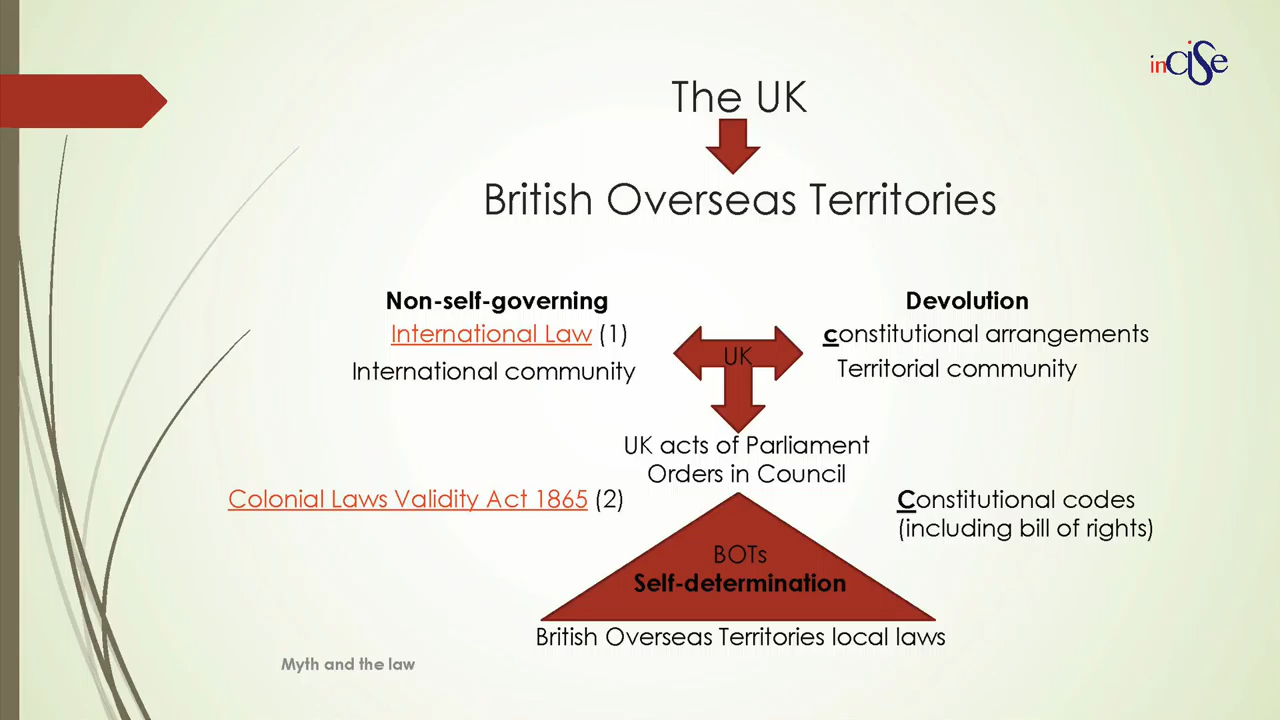 inCISe
The UK
British Overseas Territories
Non-self-governing
International Law (1)
International community
Devolution
constitutional arrangements
Territorial community
UK
UK acts of Parliament
Orders in Council
Colonial Laws Validity Act 1865 (2)
Constitutional codes
(including bill of rights)
BOTs
Self-determination
British Overseas Territories local laws
Myth and the law